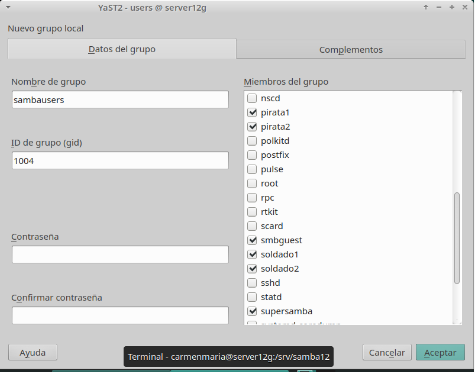 YaST2 - users @ server12g
Nuevo grupo local
Datos del grupo
Complementos
Nombre de grupo
sambausers
ID de grupo (gid)
1004
Contraseña
Confirmar contraseña
Miembros del grupo
nscd
pirata1
pirata2
polkitd
postfix
pulse
root
rpc
rtkit
scard
smbguest
soldado1
soldado2
sshd
statd
supersamba
Ayuda
Terminal - carmenmaria@server12g:/srv/samba12
Cancelar
Aceptar